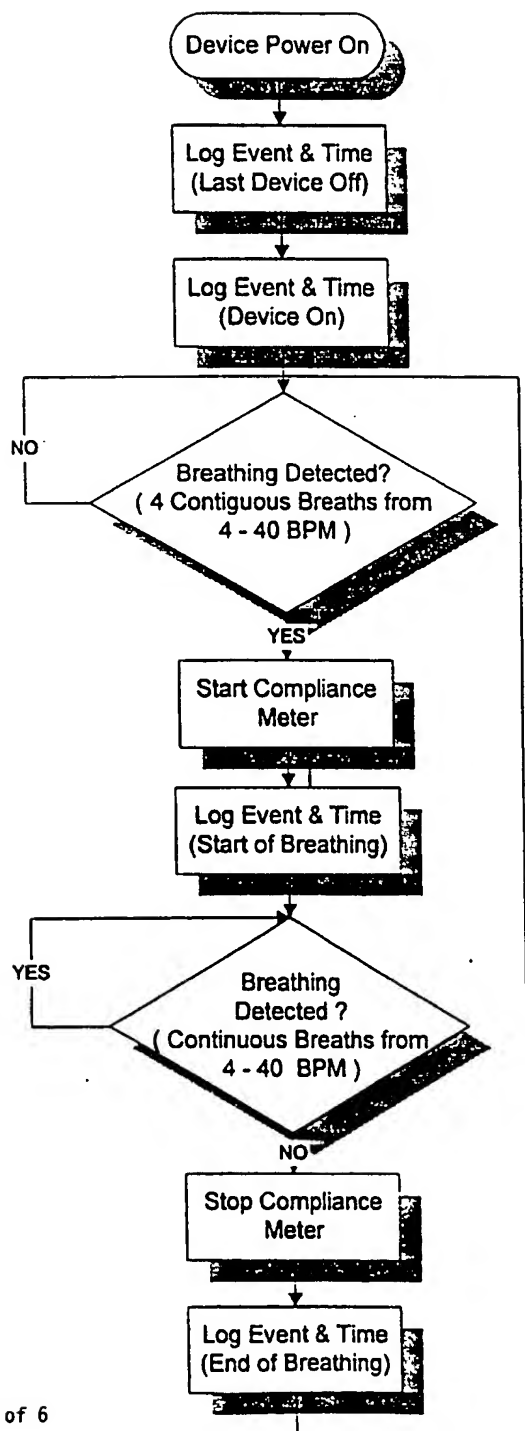 Device Power On
Log Event & Time
(Last Device Off)
Log Event & Time
(Device On)
NO
Breathing Detected?
( 4 Contiguous Breaths from
4 - 40 BPM )
YES
Start Compliance
Meter
Log Event & Time
(Start of Breathing)
YES
Breathing
Detected ?
( Continuous Breaths from
4 - 40 BPM )
NO
Stop Compliance
Meter
Log Event & Time
(End of Breathing)
of 6